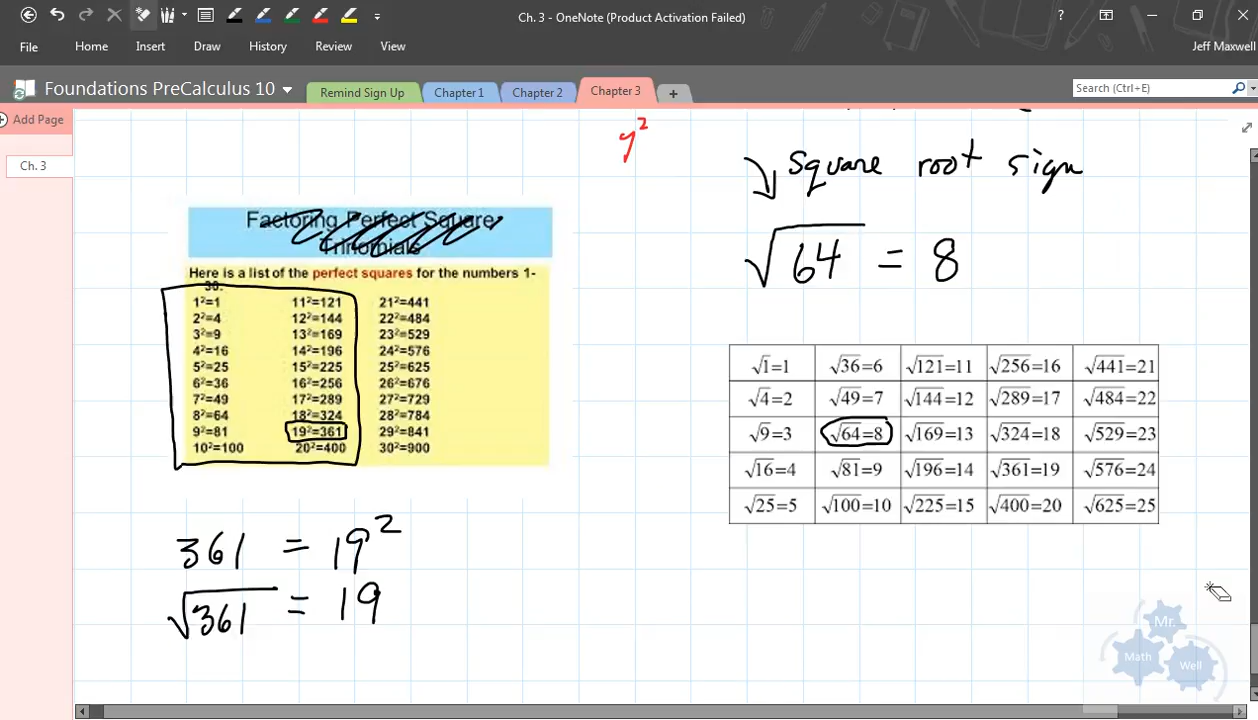 Ch. 3 - OneNote (Product Activation Failed)
?
File Home Insert Draw History Review View
Jeff Maxwell
Foundations PreCalculus 10
Remind Sign Up Chapter 1 Chapter 2 Chapter 3
Search (Ctrl+E)
Add Page
Ch. 3
y²
Square root sign
√64 = 8
Factoring Perfect Square
Trinomials
Here is a list of the perfect squares for the numbers 1-
30.
1²=1 11²=121 21²=441
2²=4 12²=144 22²=484
3²=9 13²=169 23²=529
4²=16 14²=196 24²=576
5²=25 15²=225 25²=625
6²=36 16²=256 26²=676
7²=49 17²=289 27²=729
8²=64 18²=324 28²=784
9²=81 19²=361 29²=841
10²=100 20²=400 30²=900
√1=1 √36=6 √121=11 √256=16 √441=21
√4=2 √49=7 √144=12 √289=17 √484=22
√9=3 √64=8 √169=13 √324=18 √529=23
√16=4 √81=9 √196=14 √361=19 √576=24
√25=5 √100=10 √225=15 √400=20 √625=25
361 = 19²
√361 = 19
Mr.
Math Well